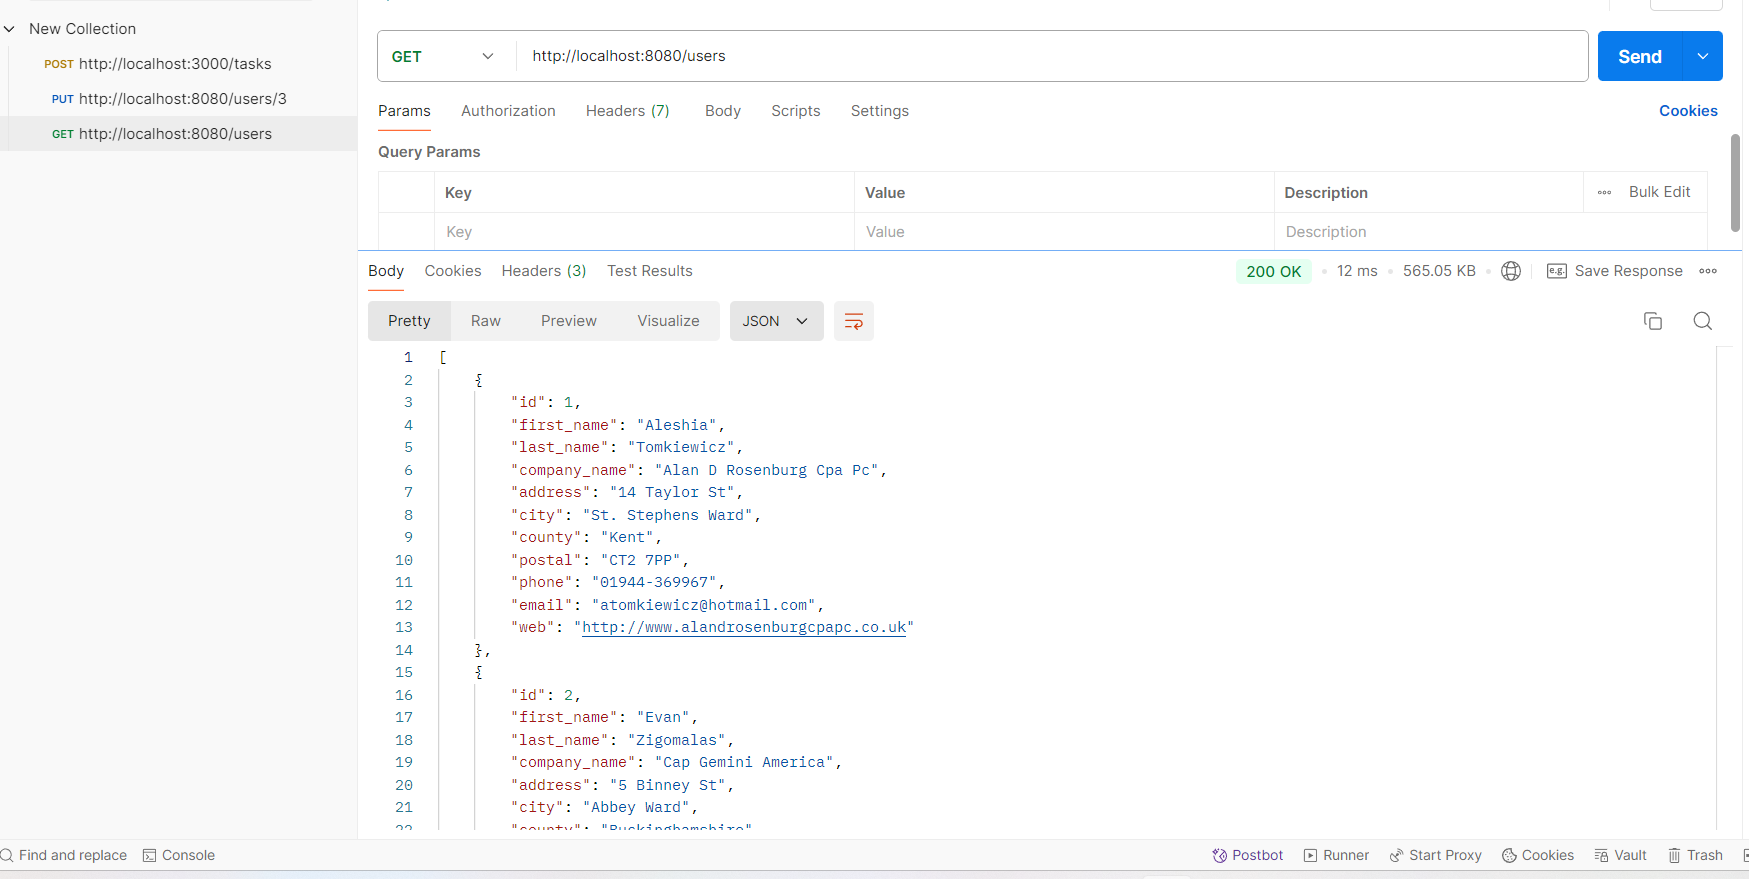 New Collection
POST http://localhost:3000/tasks
PUT http://localhost:8080/users/3
GET http://localhost:8080/users
GET http://localhost:8080/users Send
Params Authorization Headers (7) Body Scripts Settings Cookies
Query Params
Key Value Description Bulk Edit
Key Value Description
Body Cookies Headers (3) Test Results 200 OK 12 ms 565.05 KB e.g. Save Response
Pretty Raw Preview Visualize JSON
1 [
2 {
3 "id": 1,
4 "first_name": "Aleshia",
5 "last_name": "Tomkiewicz",
6 "company_name": "Alan D Rosenburg Cpa Pc",
7 "address": "14 Taylor St",
8 "city": "St. Stephens Ward",
9 "county": "Kent",
10 "postal": "CT2 7PP",
11 "phone": "01944-369967",
12 "email": "atomkiewicz@hotmail.com",
13 "web": "http://www.alandrosenburgcpapc.co.uk"
14 },
15 {
16 "id": 2,
17 "first_name": "Evan",
18 "last_name": "Zigomalas",
19 "company_name": "Cap Gemini America",
20 "address": "5 Binney St",
21 "city": "Abbey Ward",
22 "county": "Buckinghamshire"
Find and replace Console Postbot Runner Start Proxy Cookies Vault Trash